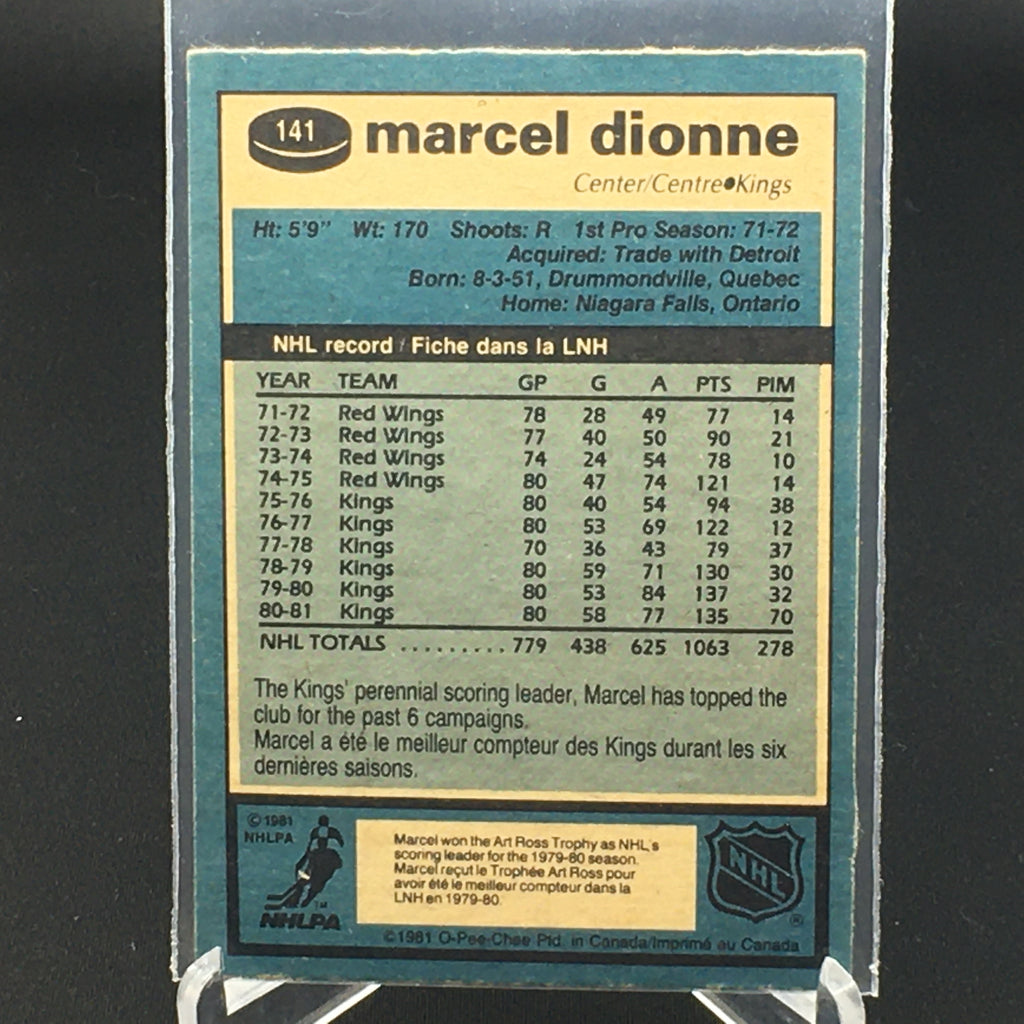 141 marcel dionne
Center/Centre●Kings
Ht: 5'9" Wt: 170 Shoots: R 1st Pro Season: 71-72
Acquired: Trade with Detroit
Born: 8-3-51, Drummondville, Quebec
Home: Niagara Falls, Ontario
NHL record / Fiche dans la LNH
YEAR TEAM GP G A PTS PIM
71-72 Red Wings 78 28 49 77 14
72-73 Red Wings 77 40 50 90 21
73-74 Red Wings 74 24 54 78 10
74-75 Red Wings 80 47 74 121 14
75-76 Kings 80 40 54 94 38
76-77 Kings 80 53 69 122 12
77-78 Kings 70 36 43 79 37
78-79 Kings 80 59 71 130 30
79-80 Kings 80 53 84 137 32
80-81 Kings 80 58 77 135 70
NHL TOTALS .......... 779 438 625 1063 278
The Kings' perennial scoring leader, Marcel has topped the
club for the past 6 campaigns.
Marcel a été le meilleur compteur des Kings durant les six
dernières saisons.
©1981
NHLPA
TM
NHLPA
Marcel won the Art Ross Trophy as NHL's
scoring leader for the 1979-80 season.
Marcel reçut le Trophée Art Ross pour
avoir été le meilleur compteur dans la
LNH en 1979-80.
NHL
®
©1981 O-Pee-Chee Ptd. in Canada/Imprimé au Canada